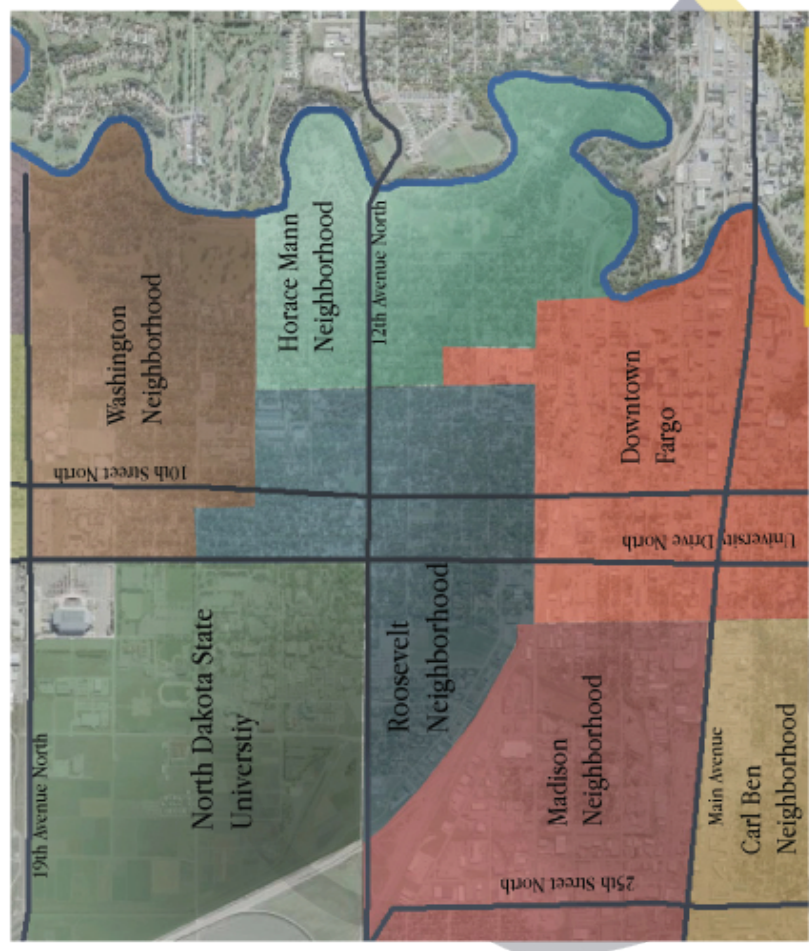 19th Avenue North
Washington
Neighborhood
10th Street North
North Dakota State
Universtiy
Horace Mann
Neighborhood
12th Avenue North
Roosevelt
Neighborhood
Madison
Neighborhood
25th Street North
Downtown
Fargo
University Drive North
Main Avenue
Carl Ben
Neighborhood